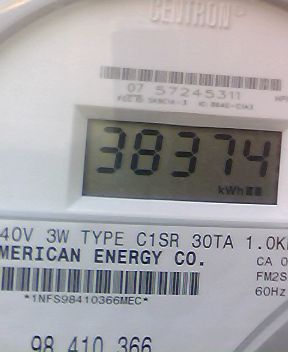 CENTRON®
07 57245311
38374
kWh
40V 3W TYPE C1SR 30TA 1.0K
MERICAN ENERGY CO.
CA 0
FM2S
*1NFS98410366MEC*
60Hz
98 410 366